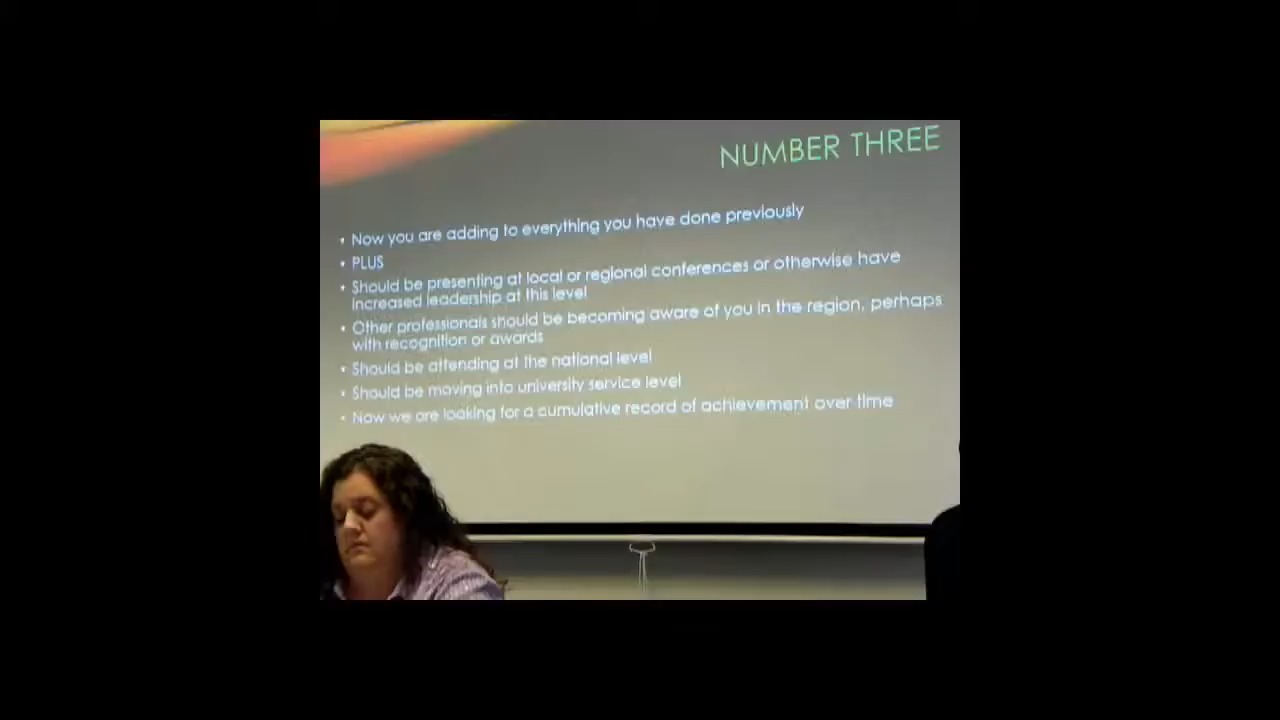 NUMBER THREE
• Now you are adding to everything you have done previously
• PLUS
• Should be presenting at local or regional conferences or otherwise have
increased leadership at this level
• Other professionals should be becoming aware of you in the region, perhaps
with recognition or awards
• Should be attending at the national level
• Should be moving into university service level
• Now we are looking for a cumulative record of achievement over time